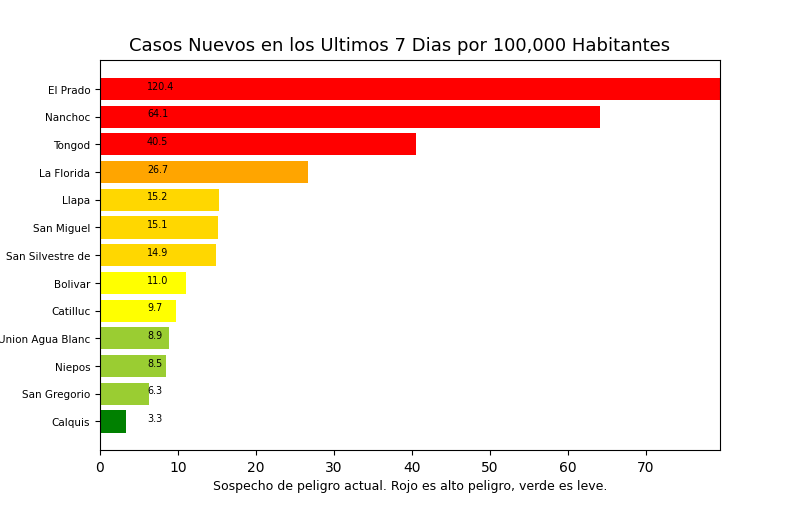 Casos Nuevos en los Ultimos 7 Dias por 100,000 Habitantes
El Prado 120.4
Nanchoc 64.1
Tongod 40.5
La Florida 26.7
Llapa 15.2
San Miguel 15.1
San Silvestre de 14.9
Bolivar 11.0
Catilluc 9.7
Union Agua Blanc 8.9
Niepos 8.5
San Gregorio 6.3
Calquis 3.3
0 10 20 30 40 50 60 70
Sospecho de peligro actual. Rojo es alto peligro, verde es leve.